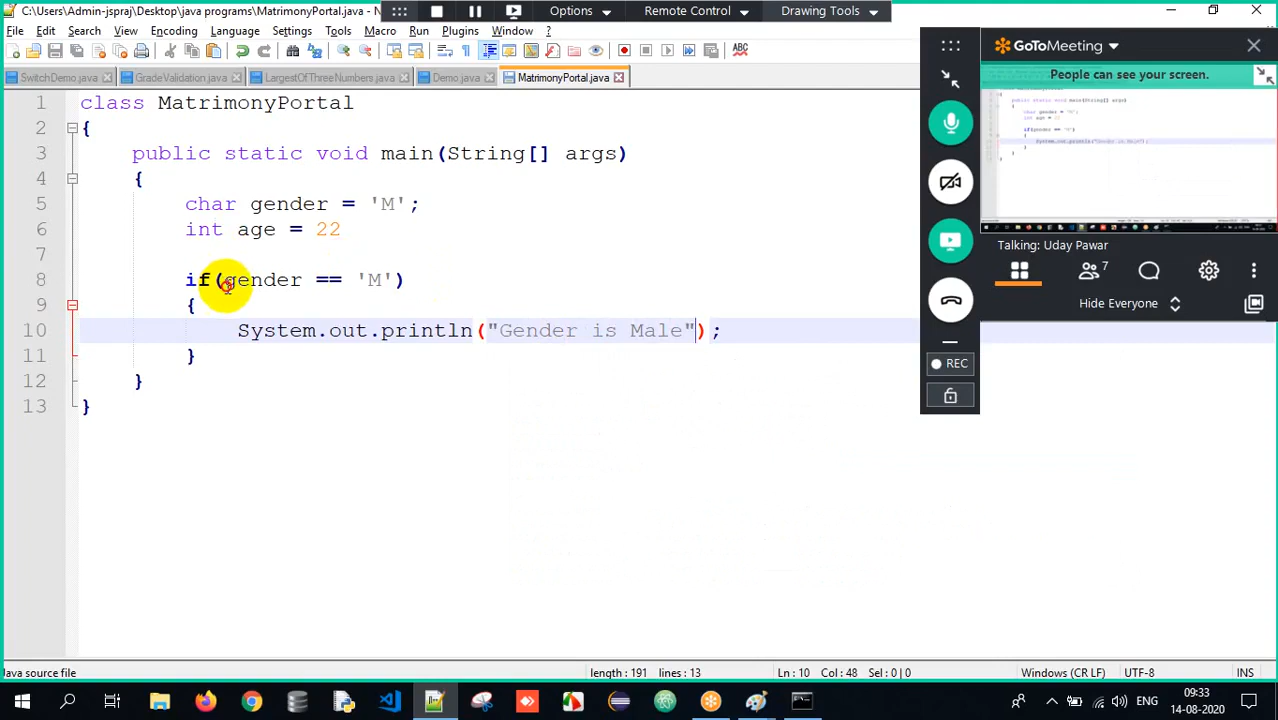 C:\Users\Admin-jspraj\Desktop\java programs\MatrimonyPortal.java - N
Options Remote Control Drawing Tools
File Edit Search View Encoding Language Settings Tools Macro Run Plugins Window ?
GoToMeeting
People can see your screen.
SwitchDemo.java GradeValidation.java LargestOfThreeNumbers.java Demo.java MatrimonyPortal.java
1 class MatrimonyPortal
2 {
3 public static void main(String[] args)
4 {
5 char gender = 'M';
6 int age = 22
7
8 if(gender == 'M')
9 {
10 System.out.println("Gender is Male");
11 }
12 }
13 }
Talking: Uday Pawar
7
Hide Everyone
REC
Java source file length : 191 lines : 13 Ln : 10 Col : 48 Sel : 0 | 0 Windows (CR LF) UTF-8 INS
ENG
09:33
14-08-2020